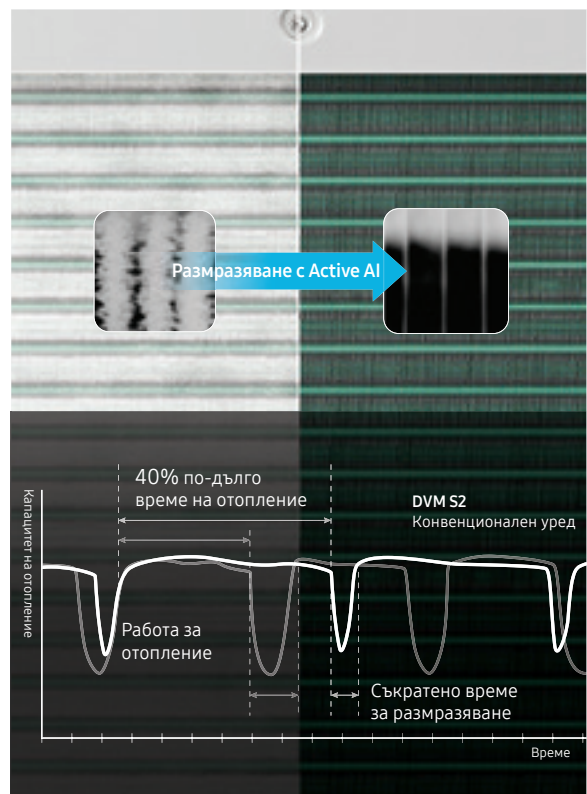 Размразяване с Active AI
40% по-дълго
време на отопление
DVM S2
Конвенционален уред
Капацитет на отопление
Работа за
отопление
Съкратено време
за размразяване
Време